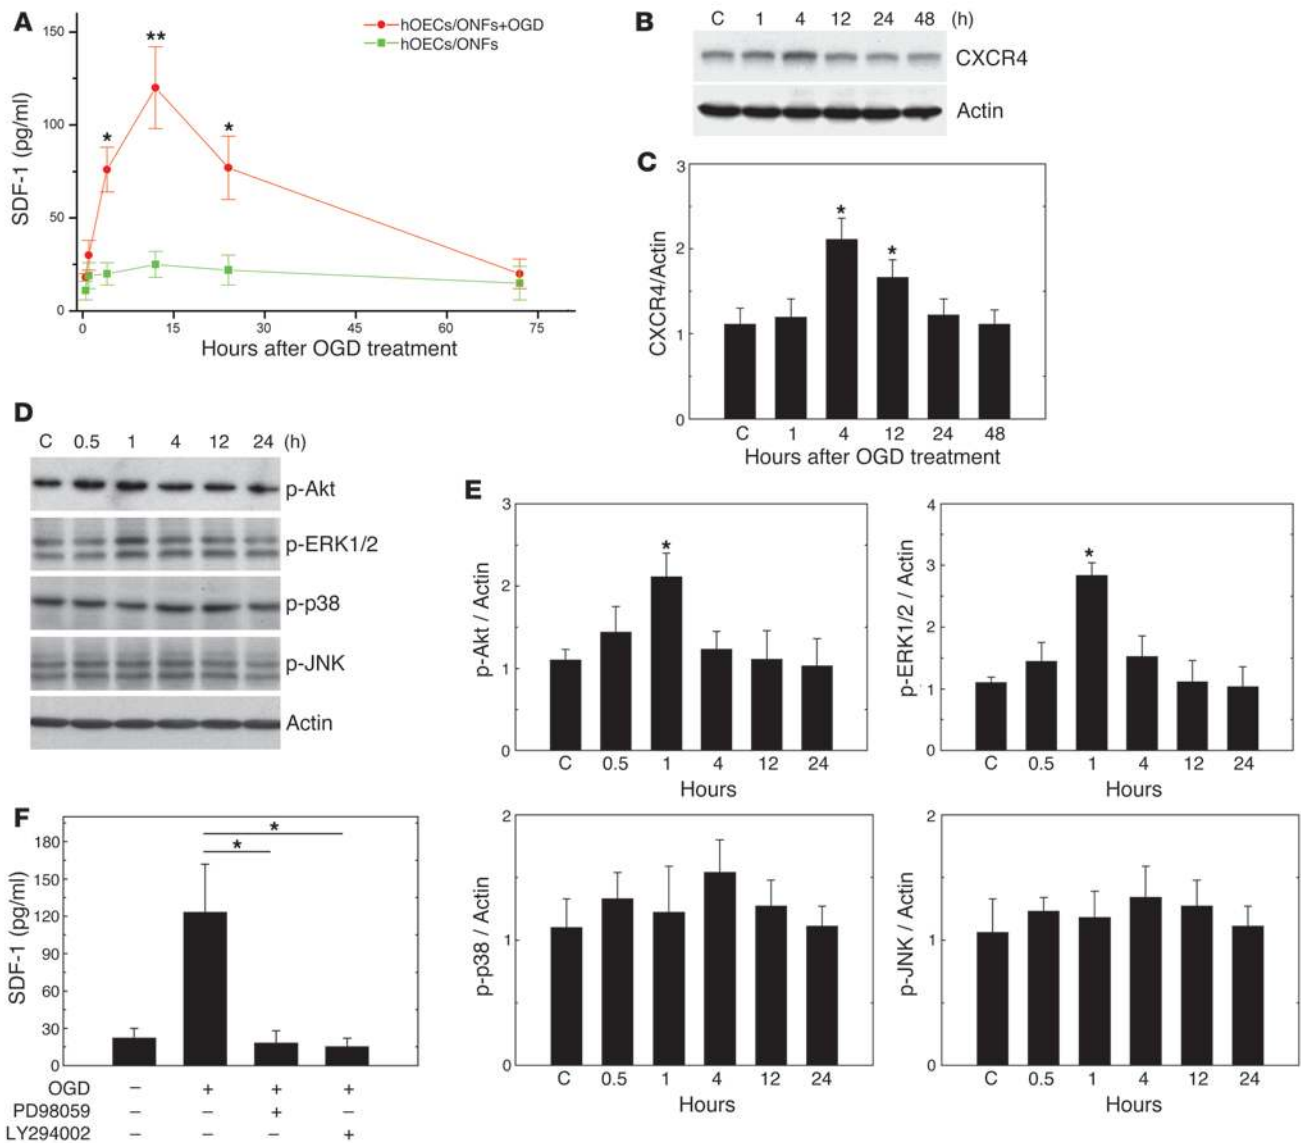 A
150
100
50
0
SDF-1 (pg/ml)
** 
*
*
hOECs/ONFs+OGD
hOECs/ONFs
0 15 30 45 60 75
Hours after OGD treatment
B
C 1 4 12 24 48 (h)
CXCR4
Actin
C
3
2
1
0
CXCR4/Actin
*
*
C 1 4 12 24 48
Hours after OGD treatment
D
C 0.5 1 4 12 24 (h)
p-Akt
p-ERK1/2
p-p38
p-JNK
Actin
E
3
2
1
0
p-Akt / Actin
*
C 0.5 1 4 12 24
Hours
4
3
2
1
0
p-ERK1/2 / Actin
*
C 0.5 1 4 12 24
Hours
2
1
0
p-p38 / Actin
C 0.5 1 4 12 24
Hours
2
1
0
p-JNK / Actin
C 0.5 1 4 12 24
Hours
F
180
150
120
90
60
30
0
SDF-1 (pg/ml)
*
*
OGD − + + +
PD98059 − − + −
LY294002 − − − +